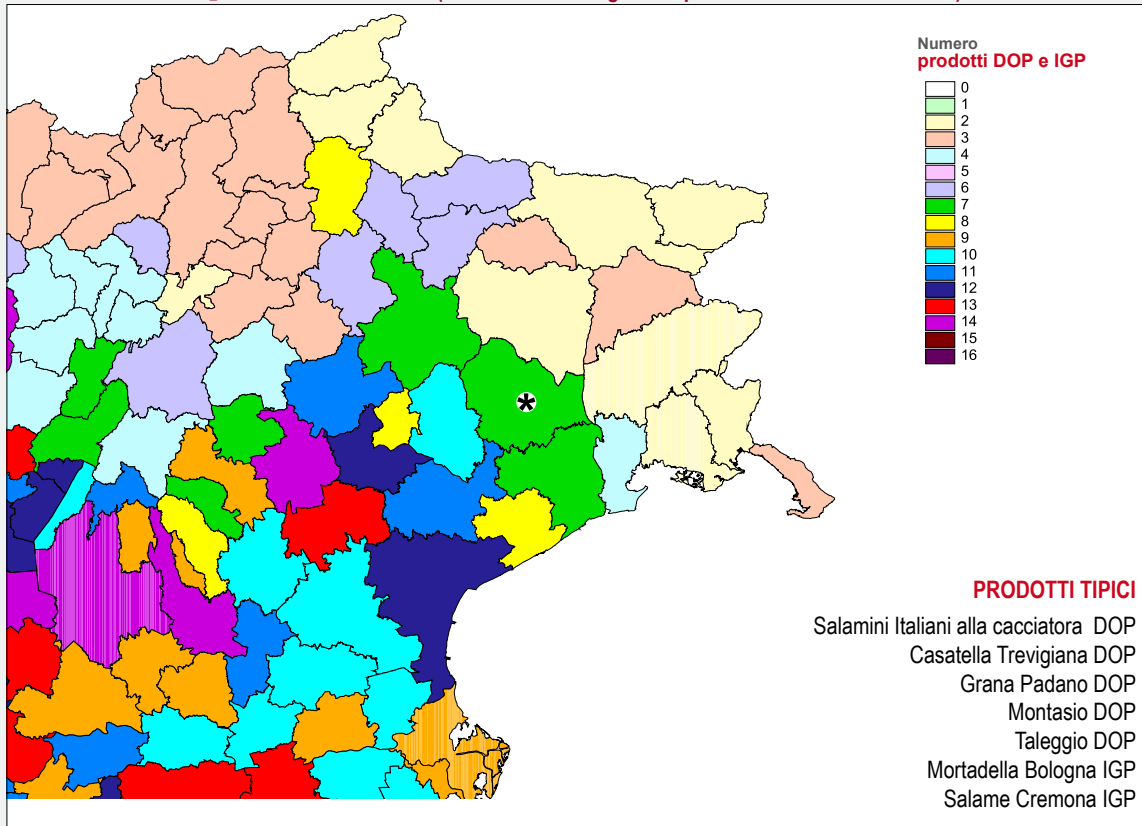 Numero
prodotti DOP e IGP
0
1
2
3
4
5
6
7
8
9
10
11
12
13
14
15
16
*
PRODOTTI TIPICI
Salamini Italiani alla cacciatora DOP
Casatella Trevigiana DOP
Grana Padano DOP
Montasio DOP
Taleggio DOP
Mortadella Bologna IGP
Salame Cremona IGP